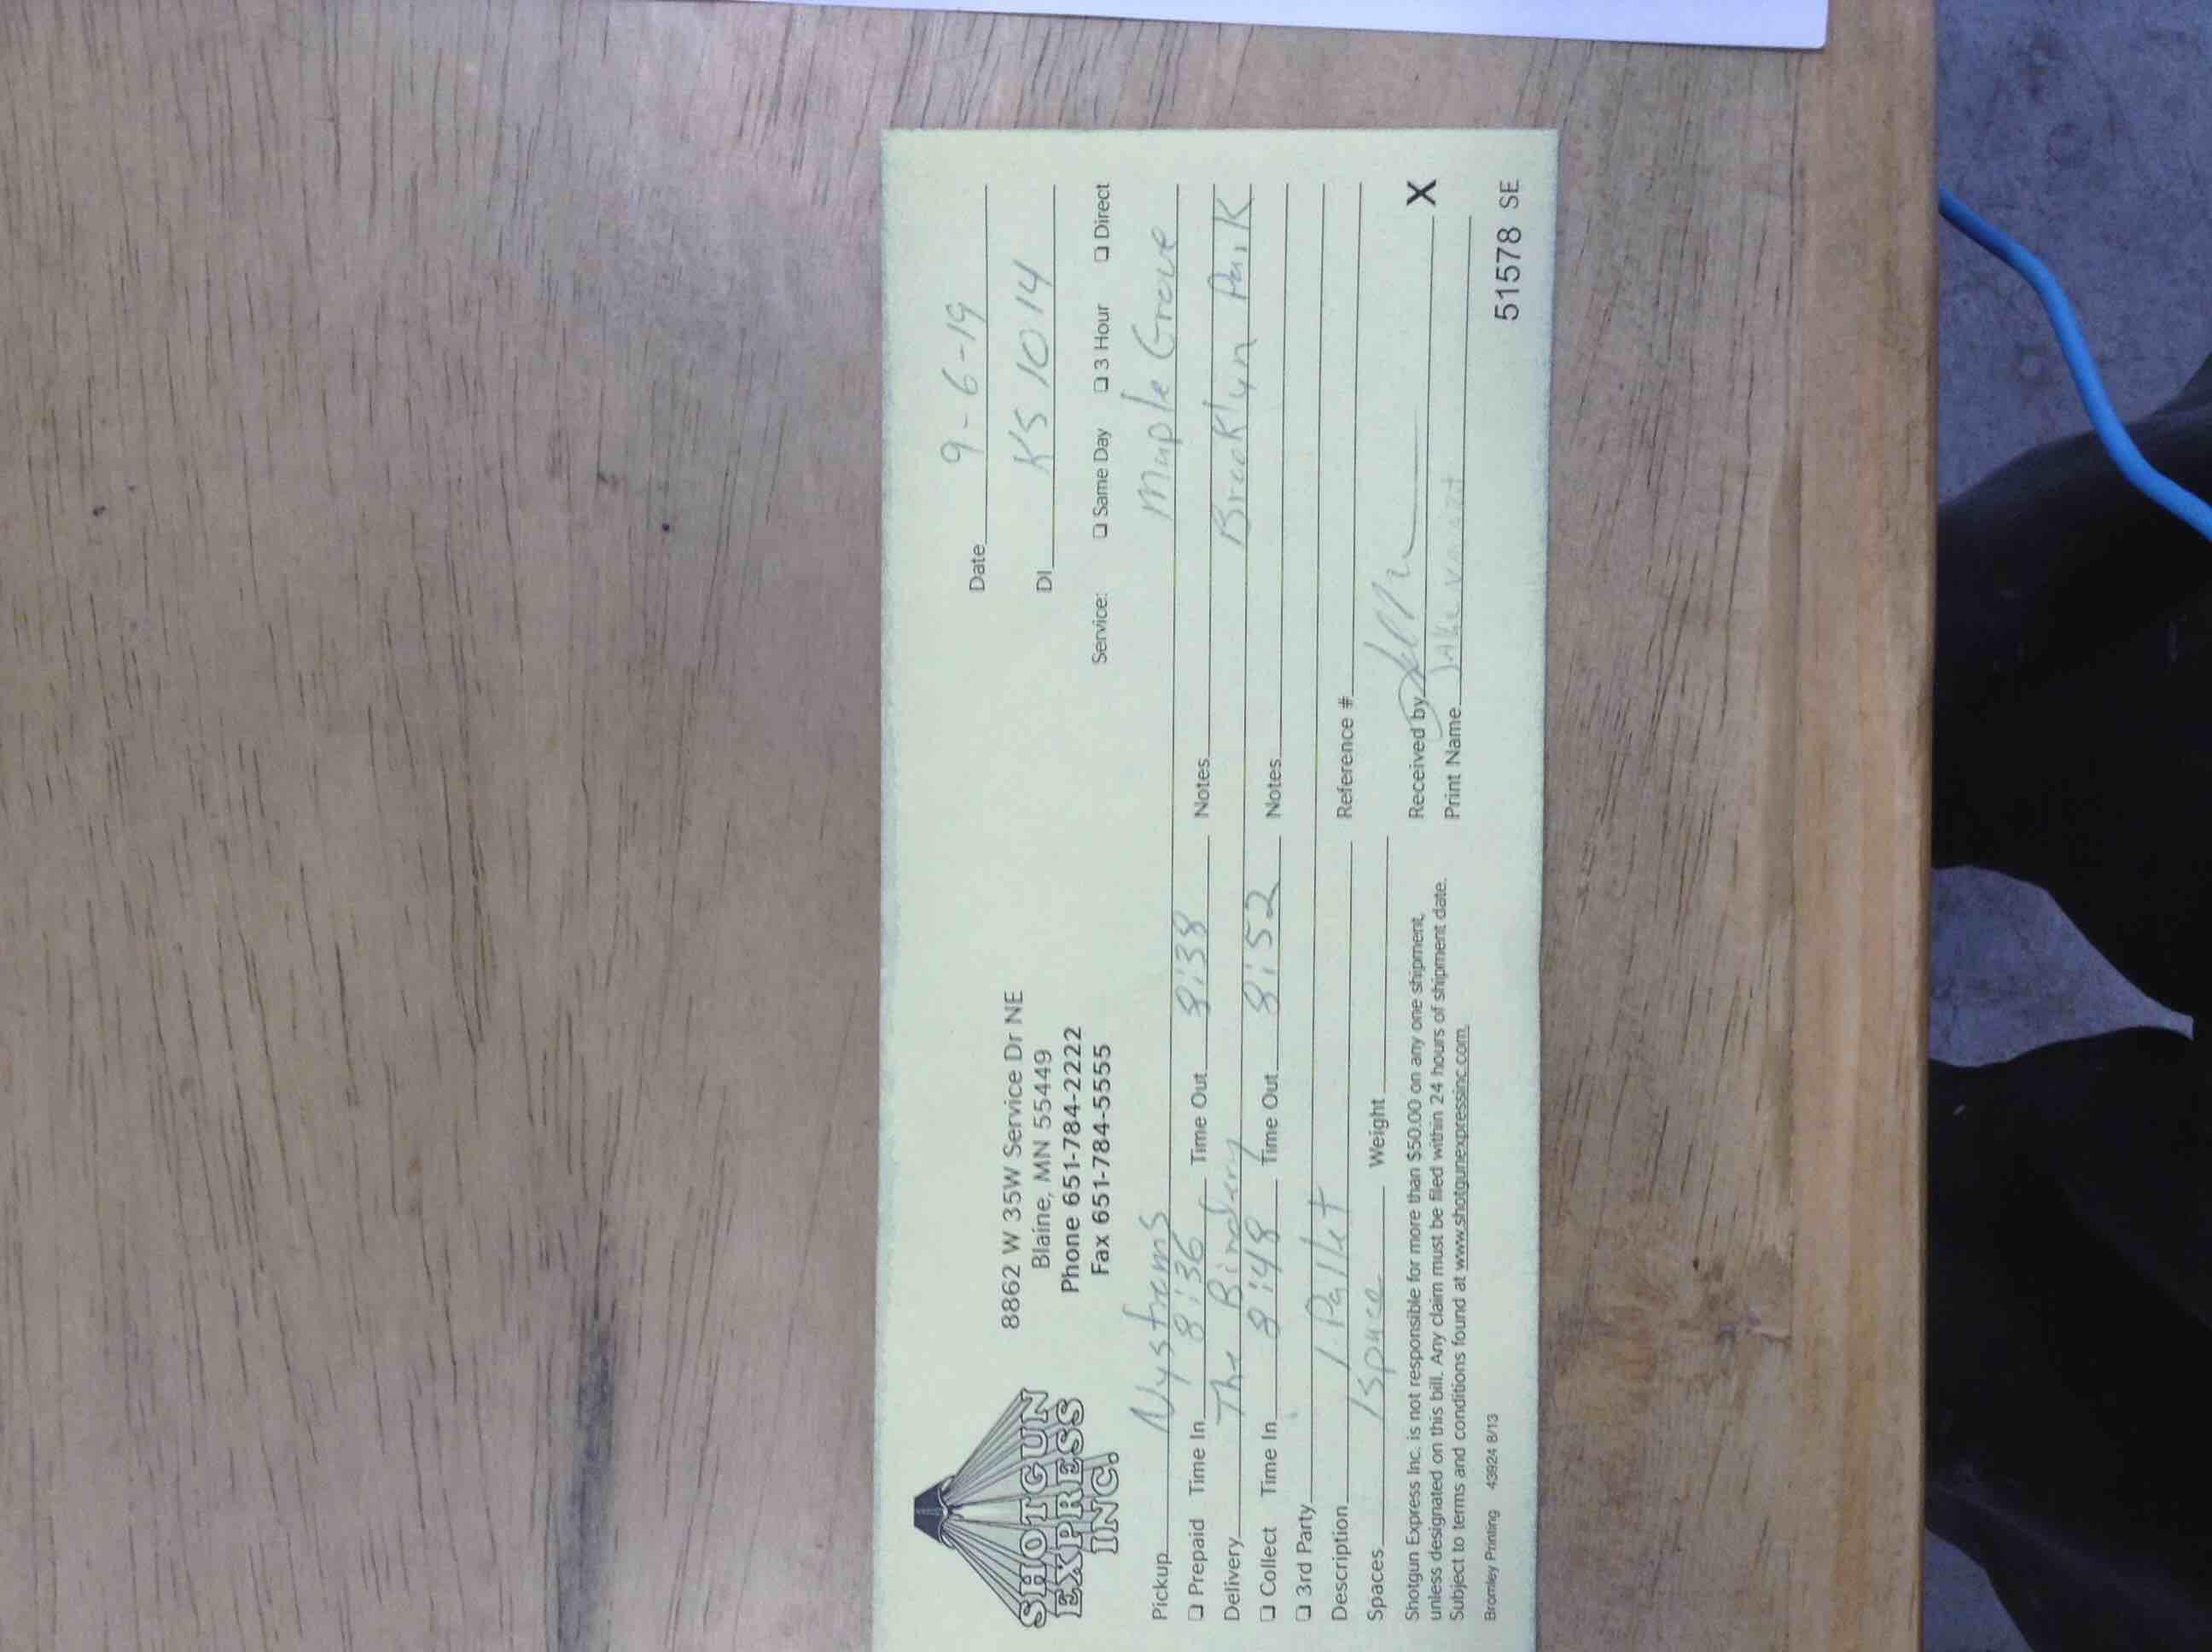 SHOTGUN
EXPRESS
INC.
8862 W 35W Service Dr NE
Blaine, MN 55449
Phone 651-784-2222
Fax 651-784-5555
Date 9-6-19
DI KS 1014
Service: ❑ Same Day ❑ 3 Hour ❑ Direct
Pickup Nystroms Maple Grove
❑ Prepaid Time In 8:36 Time Out 8:38 Notes
Delivery The Bindery Brooklyn Park
❑ Collect Time In 8:48 Time Out 8:52 Notes
❑ 3rd Party
Description 1 Pallet Reference #
Spaces 1 space Weight
Shotgun Express Inc. is not responsible for more than $50.00 on any one shipment,
unless designated on this bill. Any claim must be filed within 24 hours of shipment date.
Subject to terms and conditions found at www.shotgunexpressinc.com.
Received by X
Print Name Jake
Bromley Printing 43924 8/13
51578 SE